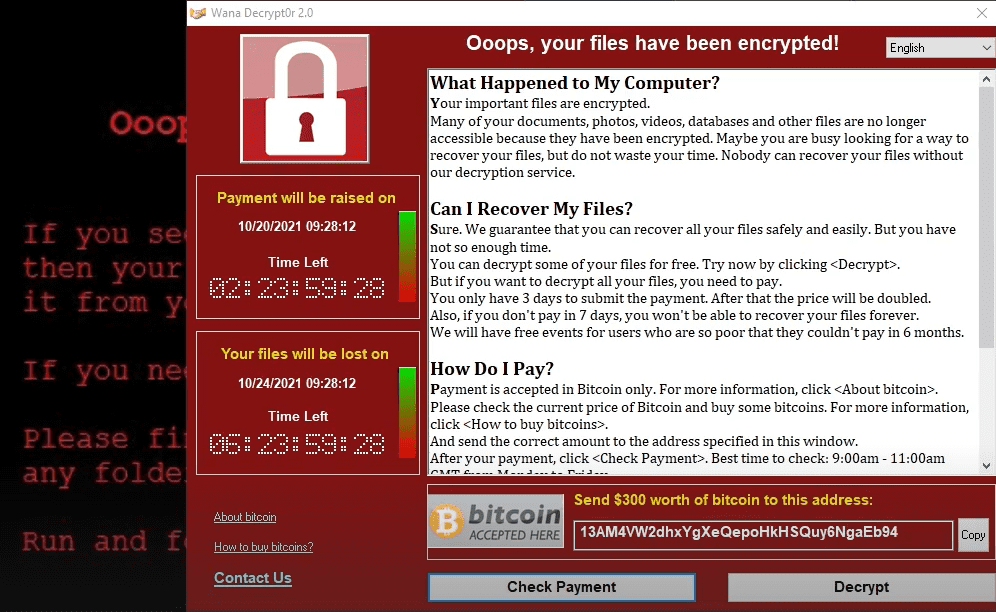 Wana Decrypt0r 2.0
Ooops, your files have been encrypted!
English
What Happened to My Computer?
Your important files are encrypted.
Many of your documents, photos, videos, databases and other files are no longer
accessible because they have been encrypted. Maybe you are busy looking for a way to
recover your files, but do not waste your time. Nobody can recover your files without
our decryption service.
Can I Recover My Files?
Sure. We guarantee that you can recover all your files safely and easily. But you have
not so enough time.
You can decrypt some of your files for free. Try now by clicking <Decrypt>.
But if you want to decrypt all your files, you need to pay.
You only have 3 days to submit the payment. After that the price will be doubled.
Also, if you don't pay in 7 days, you won't be able to recover your files forever.
We will have free events for users who are so poor that they couldn't pay in 6 months.
How Do I Pay?
Payment is accepted in Bitcoin only. For more information, click <About bitcoin>.
Please check the current price of Bitcoin and buy some bitcoins. For more information,
click <How to buy bitcoins>.
And send the correct amount to the address specified in this window.
After your payment, click <Check Payment>. Best time to check: 9:00am - 11:00am
GMT from Monday to Friday.
Payment will be raised on
10/20/2021 09:28:12
Time Left
02:23:59:28
Your files will be lost on
10/24/2021 09:28:12
Time Left
06:23:59:28
About bitcoin
How to buy bitcoins?
Contact Us
bitcoin
ACCEPTED HERE
Send $300 worth of bitcoin to this address:
13AM4VW2dhxYgXeQepoHkHSQuy6NgaEb94
Copy
Check Payment
Decrypt
Ooop
If you see
then your
it from yo
If you nee
Please fin
any folder
Run and fo